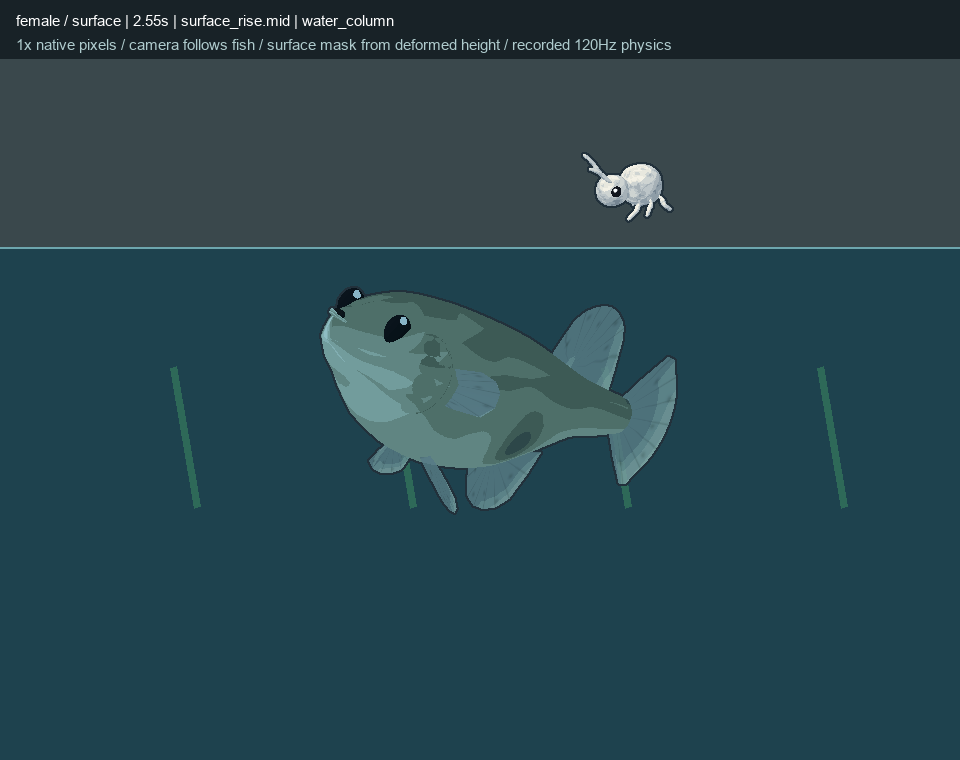 female / surface | 2.55s | surface_rise.mid | water_column
1x native pixels / camera follows fish / surface mask from deformed height / recorded 120Hz physics